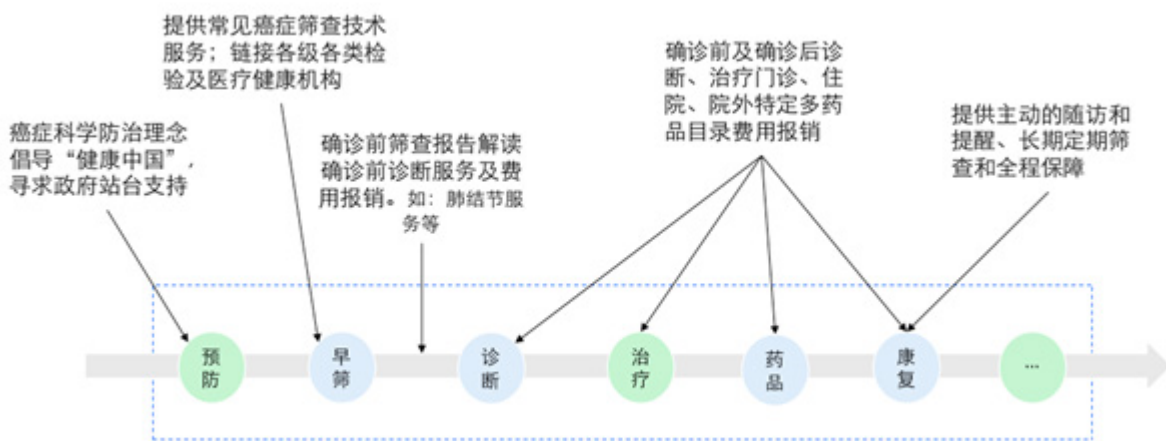 提供常见癌症筛查技术
服务；链接各级各类检
验及医疗健康机构
癌症科学防治理念
倡导“健康中国”，
寻求政府站台支持
确诊前筛查报告解读
确诊前诊断服务及费
用报销。如：肺结节服
务等
确诊前及确诊后诊
断、治疗门诊、住
院、院外特定多药
品目录费用报销
提供主动的随访和
提醒、长期定期筛
查和全程保障
预防
早筛
诊断
治疗
药品
康复
...